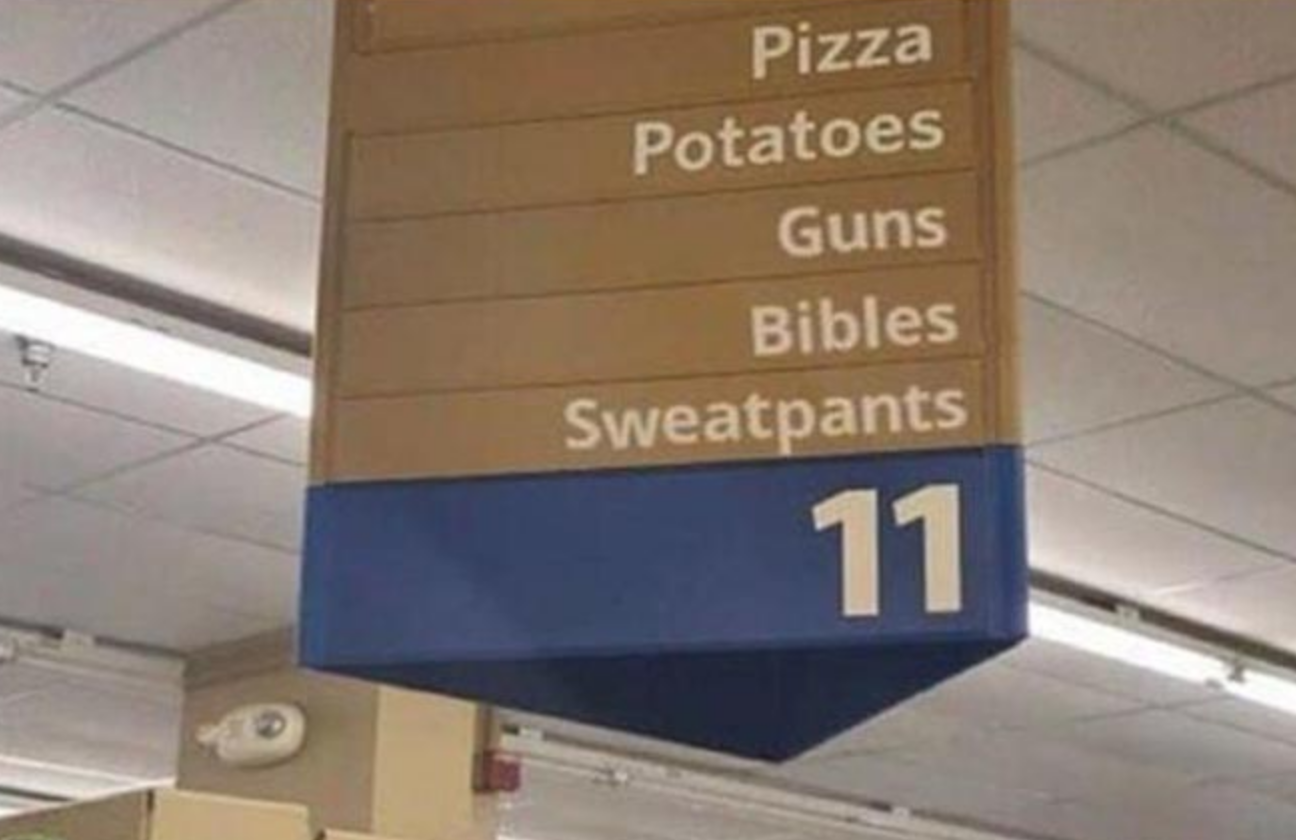 Pizza
Potatoes
Guns
Bibles
Sweatpants
11